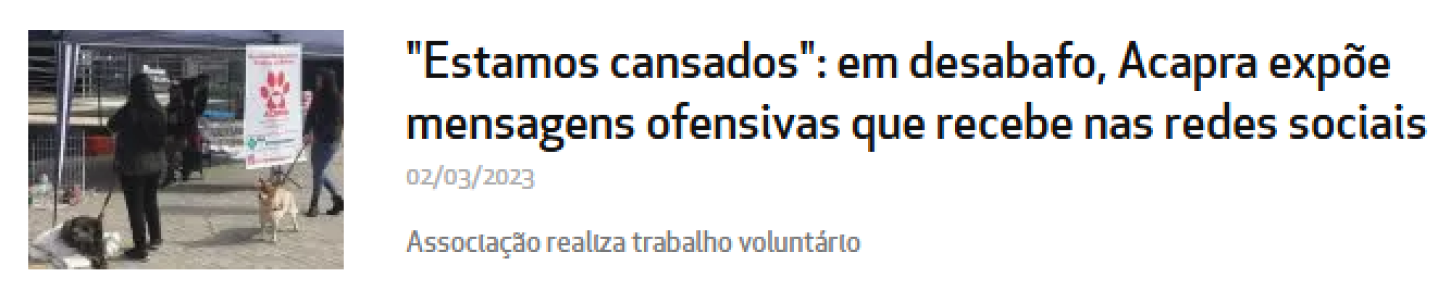 "Estamos cansados": em desabafo, Acapra expõe
mensagens ofensivas que recebe nas redes sociais
02/03/2023
Associação realiza trabalho voluntário